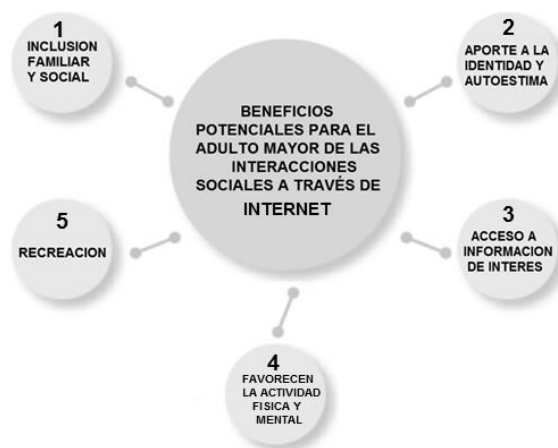 BENEFICIOS
POTENCIALES PARA EL
ADULTO MAYOR DE LAS
INTERACCIONES
SOCIALES A TRAVÉS DE
INTERNET
1
INCLUSION
FAMILIAR
Y SOCIAL
2
APORTE A LA
IDENTIDAD Y
AUTOESTIMA
3
ACCESO A
INFORMACION
DE INTERES
4
FAVORECEN
LA ACTIVIDAD
FISICA Y
MENTAL
5
RECREACION